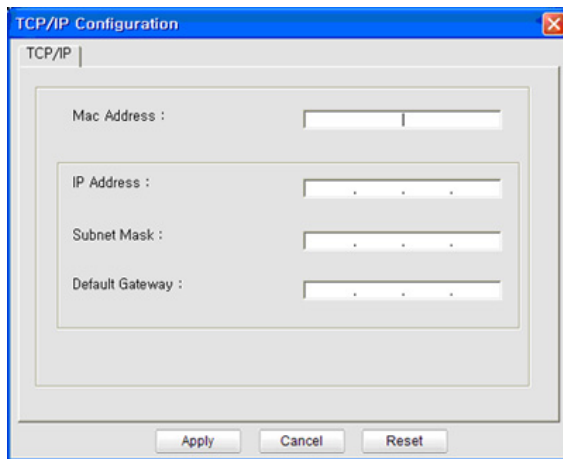 TCP/IP Configuration
TCP/IP
Mac Address :
IP Address :
. . .
Subnet Mask :
. . .
Default Gateway :
. . .
Apply Cancel Reset